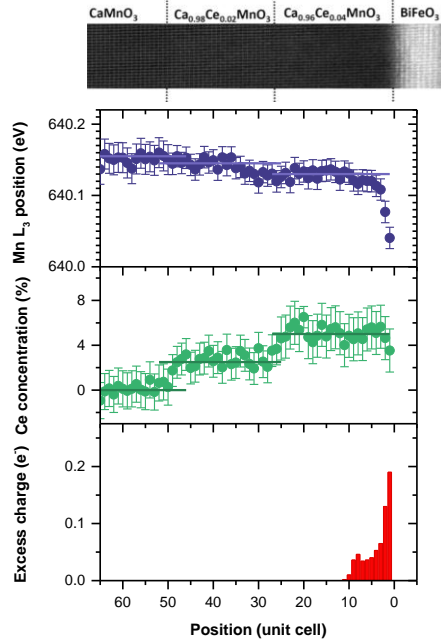 CaMnO₃ Ca₀.₉₈Ce₀.₀₂MnO₃ Ca₀.₉₆Ce₀.₀₄MnO₃ BiFeO₃
Mn L₃ position (eV)
640.2
640.1
640.0
Ce concentration (%)
8
4
0
Excess charge (e⁻)
0.2
0.1
0.0
60 50 40 30 20 10 0
Position (unit cell)